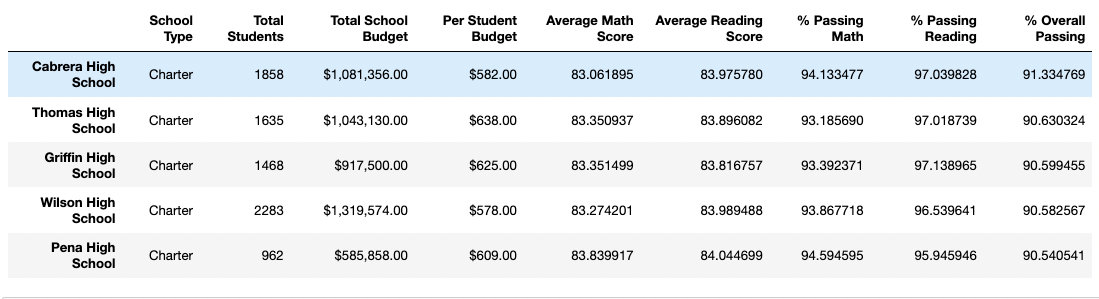 School Type Total Students Total School Budget Per Student Budget Average Math Score Average Reading Score % Passing Math % Passing Reading % Overall Passing
Cabrera High School Charter 1858 $1,081,356.00 $582.00 83.061895 83.975780 94.133477 97.039828 91.334769
Thomas High School Charter 1635 $1,043,130.00 $638.00 83.350937 83.896082 93.185690 97.018739 90.630324
Griffin High School Charter 1468 $917,500.00 $625.00 83.351499 83.816757 93.392371 97.138965 90.599455
Wilson High School Charter 2283 $1,319,574.00 $578.00 83.274201 83.989488 93.867718 96.539641 90.582567
Pena High School Charter 962 $585,858.00 $609.00 83.839917 84.044699 94.594595 95.945946 90.540541